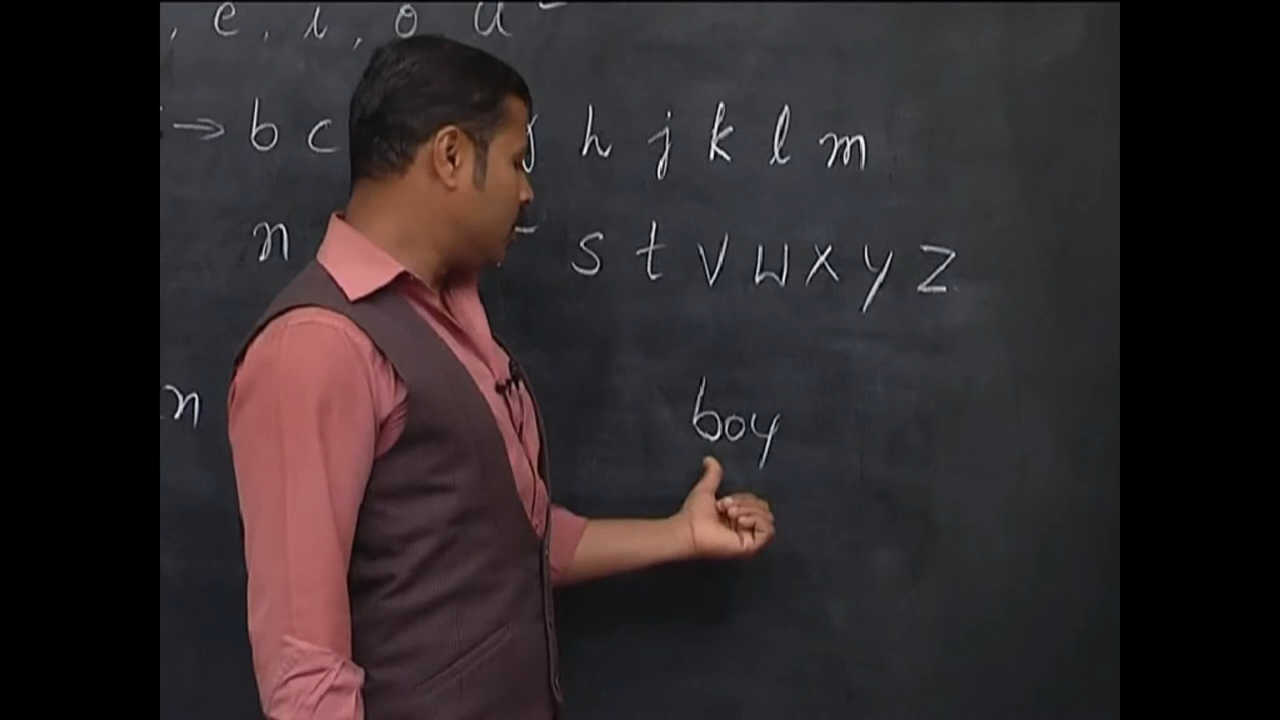 , e, i, o u
→ b c h j k l m
n s t v w x y z
n boy